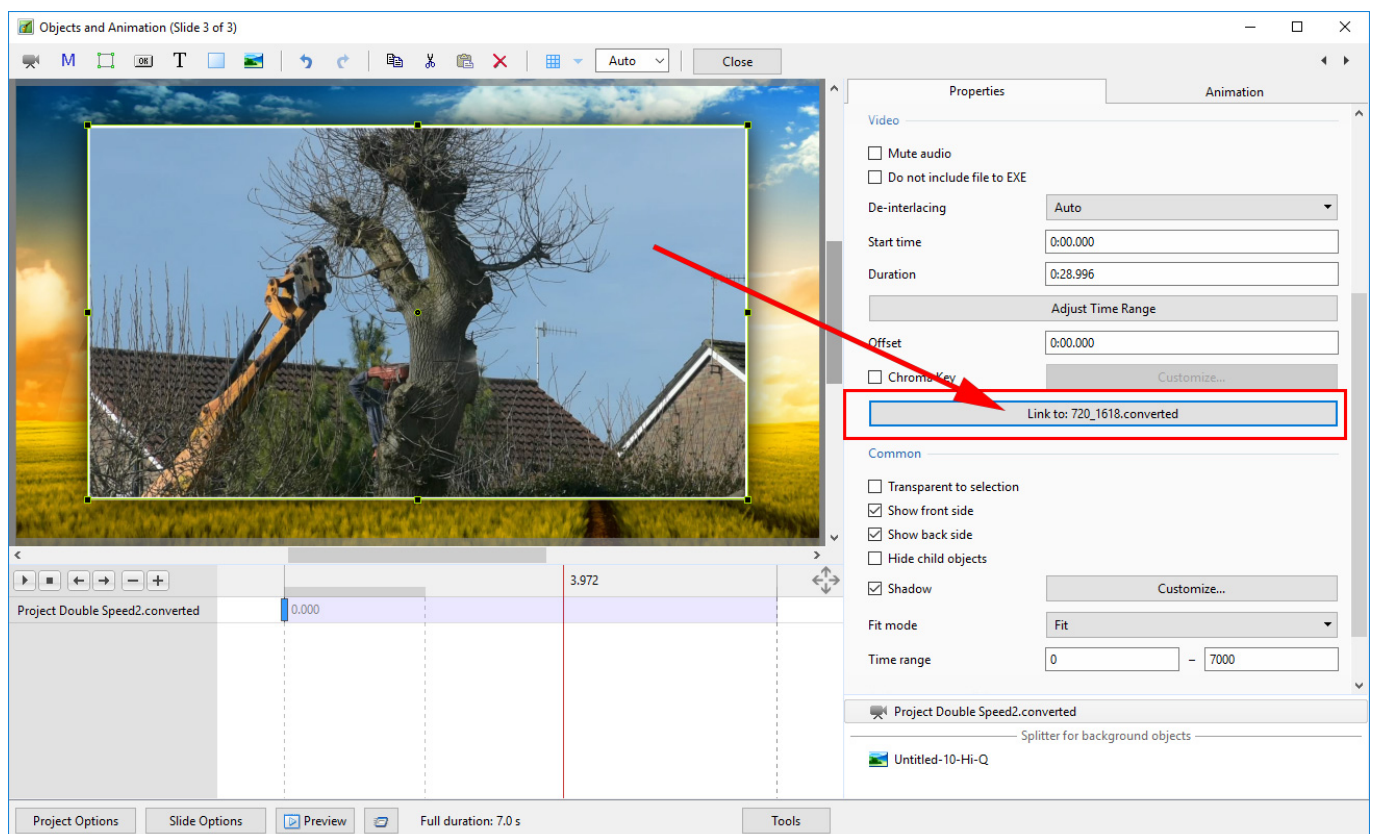 Objects and Animation (Slide 3 of 3)
M OK T Auto Close
Properties Animation
Video
Mute audio
Do not include file to EXE
De-interlacing Auto
Start time 0:00.000
Duration 0:28.996
Adjust Time Range
Offset 0:00.000
Chroma Key Customize...
Link to: 720_1618.converted
Common
Transparent to selection
Show front side
Show back side
Hide child objects
Shadow Customize...
Fit mode Fit
Time range 0 – 7000
3.972
Project Double Speed2.converted 0.000
Project Double Speed2.converted
Splitter for background objects
Untitled-10-Hi-Q
Project Options Slide Options Preview Full duration: 7.0 s Tools